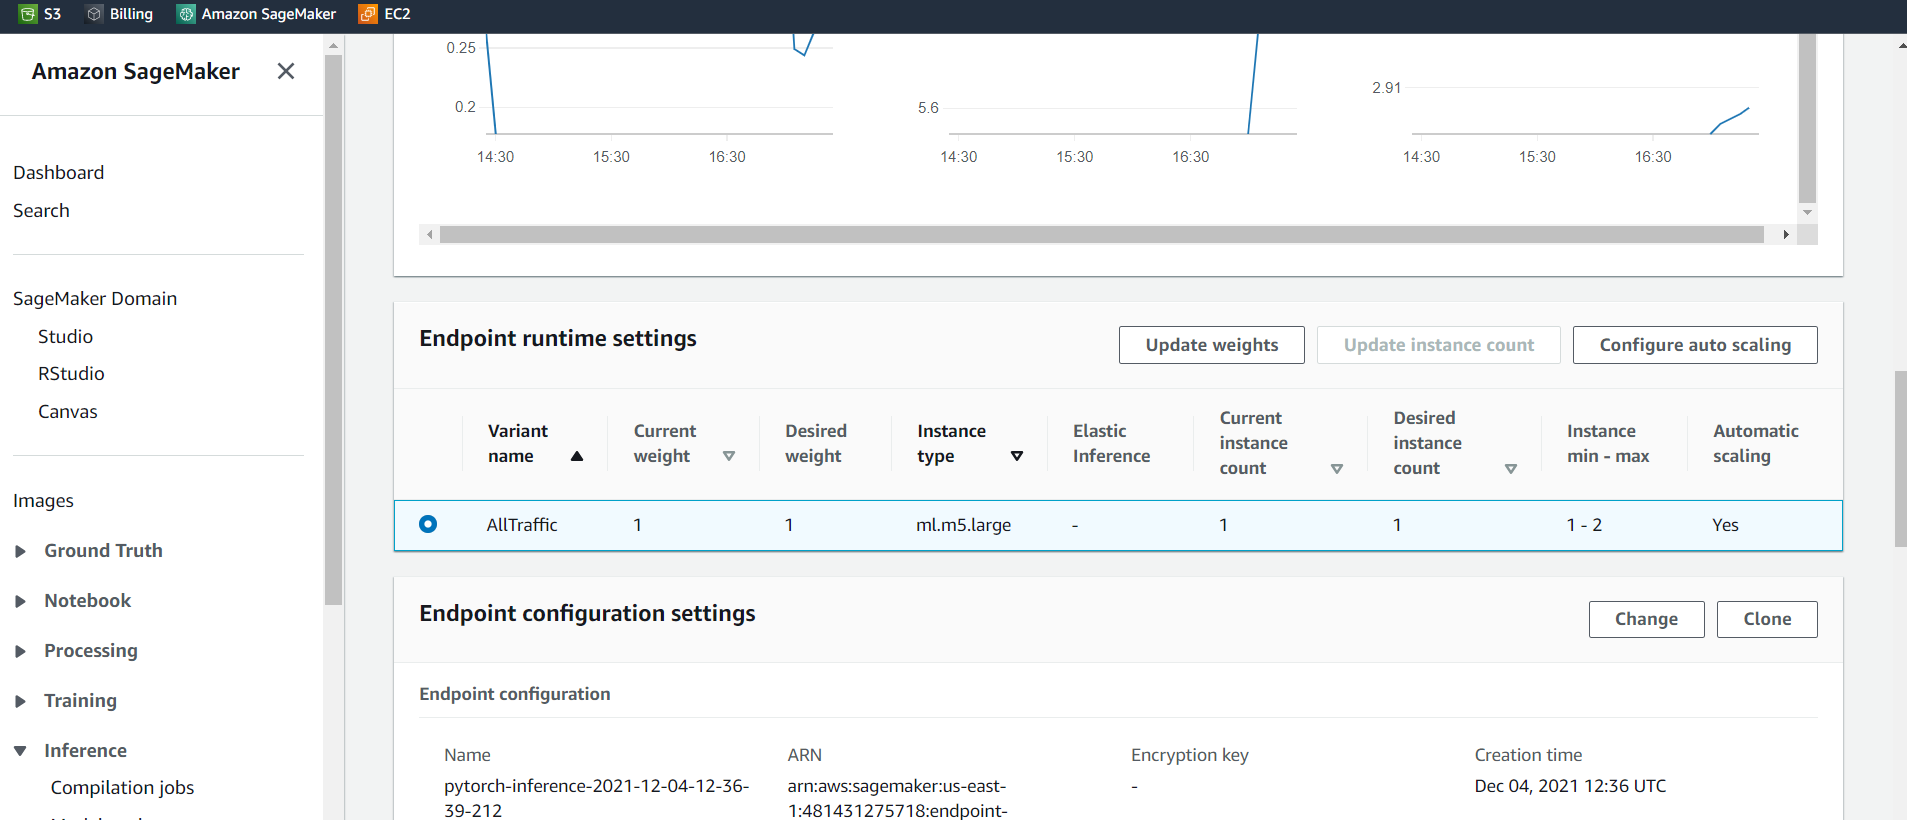 S3 Billing Amazon SageMaker EC2
Amazon SageMaker
Dashboard
Search
SageMaker Domain
Studio
RStudio
Canvas
Images
Ground Truth
Notebook
Processing
Training
Inference
Compilation jobs
0.25
0.2
14:30 15:30 16:30
5.6
14:30 15:30 16:30
2.91
14:30 15:30 16:30
Endpoint runtime settings
Update weights Update instance count Configure auto scaling
Variant name Current weight Desired weight Instance type Elastic Inference Current instance count Desired instance count Instance min - max Automatic scaling
AllTraffic 1 1 ml.m5.large - 1 1 1 - 2 Yes
Endpoint configuration settings
Change Clone
Endpoint configuration
Name ARN Encryption key Creation time
pytorch-inference-2021-12-04-12-36- arn:aws:sagemaker:us-east- - Dec 04, 2021 12:36 UTC
39-212 1:481431275718:endpoint-